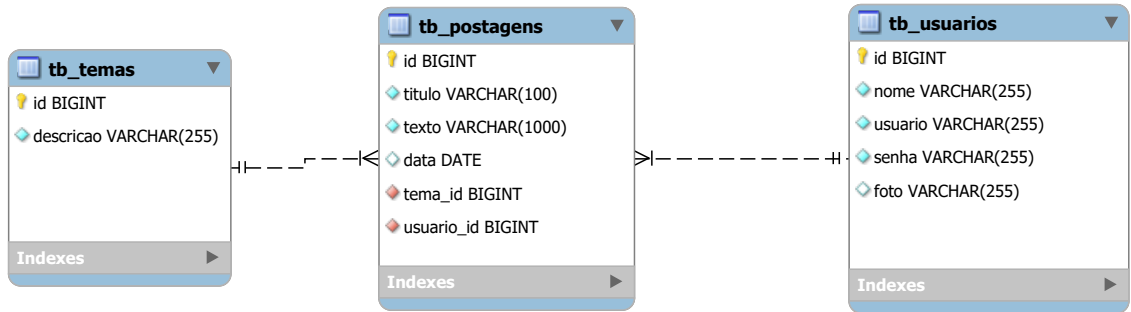 tb_temas
id BIGINT
descricao VARCHAR(255)
Indexes
tb_postagens
id BIGINT
titulo VARCHAR(100)
texto VARCHAR(1000)
data DATE
tema_id BIGINT
usuario_id BIGINT
Indexes
tb_usuarios
id BIGINT
nome VARCHAR(255)
usuario VARCHAR(255)
senha VARCHAR(255)
foto VARCHAR(255)
Indexes